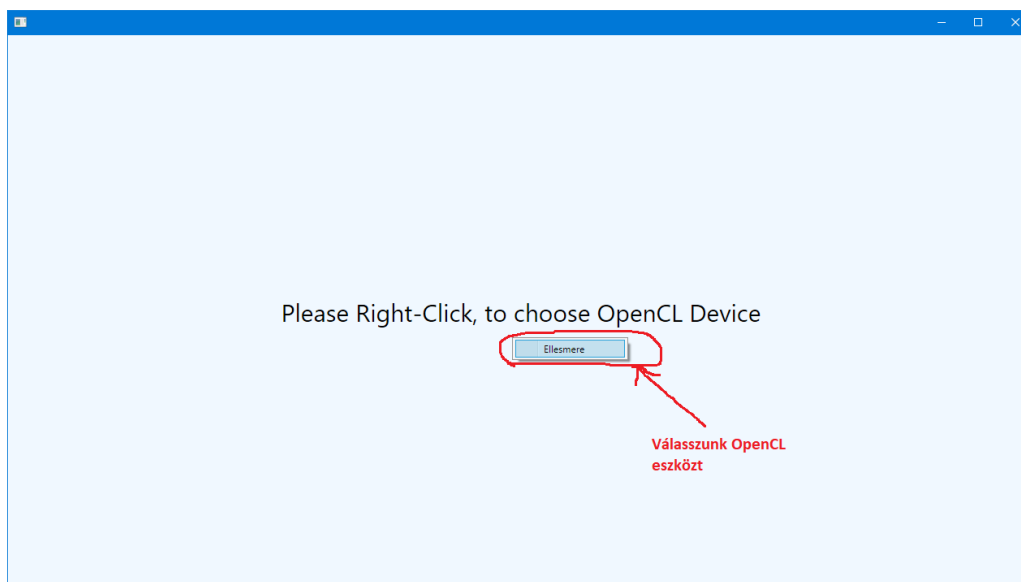 Please Right-Click, to choose OpenCL Device
Ellesmere
Válasszunk OpenCL
eszközt